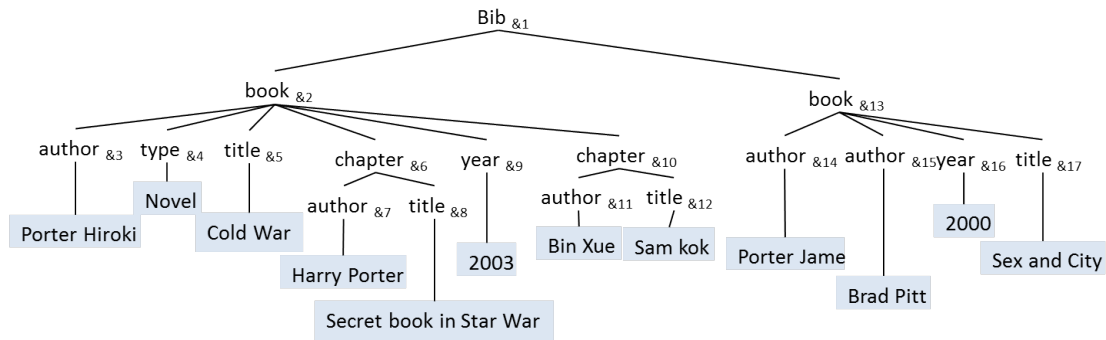 Bib &1
book &2
book &13
author &3 type &4 title &5 chapter &6 year &9 chapter &10 author &14 author &15 year &16 title &17
Novel author &7 title &8 author &11 title &12
Porter Hiroki Cold War Harry Porter 2003 Bin Xue Sam kok Porter Jame 2000 Sex and City
Secret book in Star War Brad Pitt